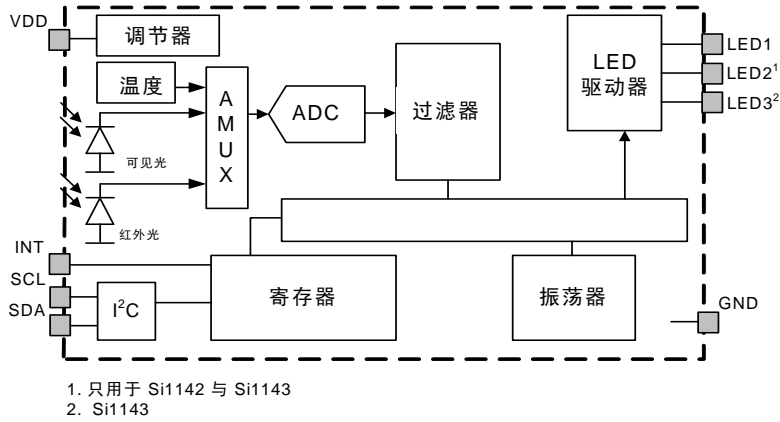 VDD
调节器
温度
AMUX
ADC
过滤器
LED
驱动器
LED1
LED2¹
LED3²
可见光
红外光
INT
SCL
SDA
I²C
寄存器
振荡器
GND
1. 只用于 Si1142 与 Si1143
2. Si1143